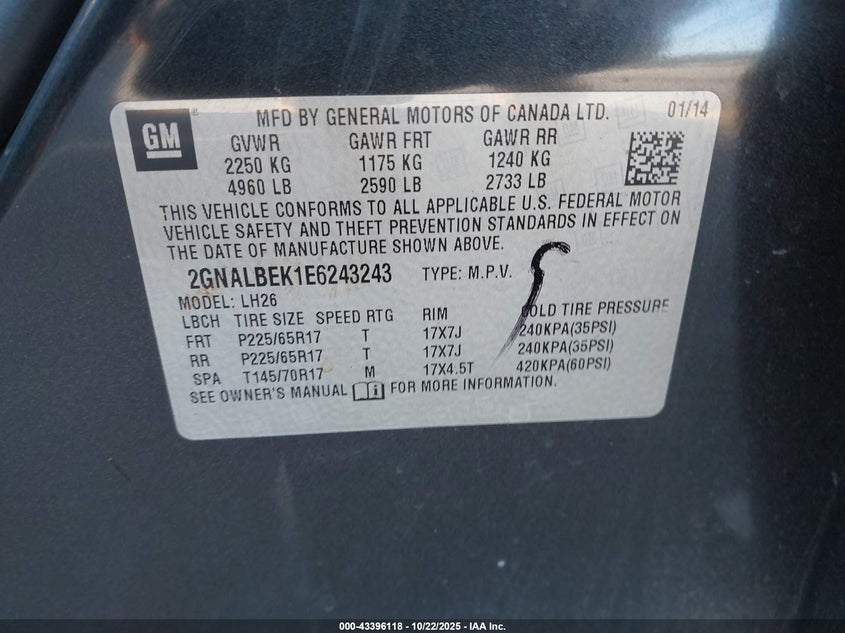 GM
MFD BY GENERAL MOTORS OF CANADA LTD. 01/14
GVWR GAWR FRT GAWR RR
2250 KG 1175 KG 1240 KG
4960 LB 2590 LB 2733 LB
THIS VEHICLE CONFORMS TO ALL APPLICABLE U.S. FEDERAL MOTOR
VEHICLE SAFETY AND THEFT PREVENTION STANDARDS IN EFFECT ON
THE DATE OF MANUFACTURE SHOWN ABOVE.
2GNALBEK1E6243243 TYPE: M.P.V.
MODEL: LH26
LBCH TIRE SIZE SPEED RTG RIM COLD TIRE PRESSURE
FRT P225/65R17 T 17X7J 240KPA(35PSI)
RR P225/65R17 T 17X7J 240KPA(35PSI)
SPA T145/70R17 M 17X4.5T 420KPA(60PSI)
SEE OWNER'S MANUAL FOR MORE INFORMATION.
000-43396118 - 10/22/2025 - IAA Inc.